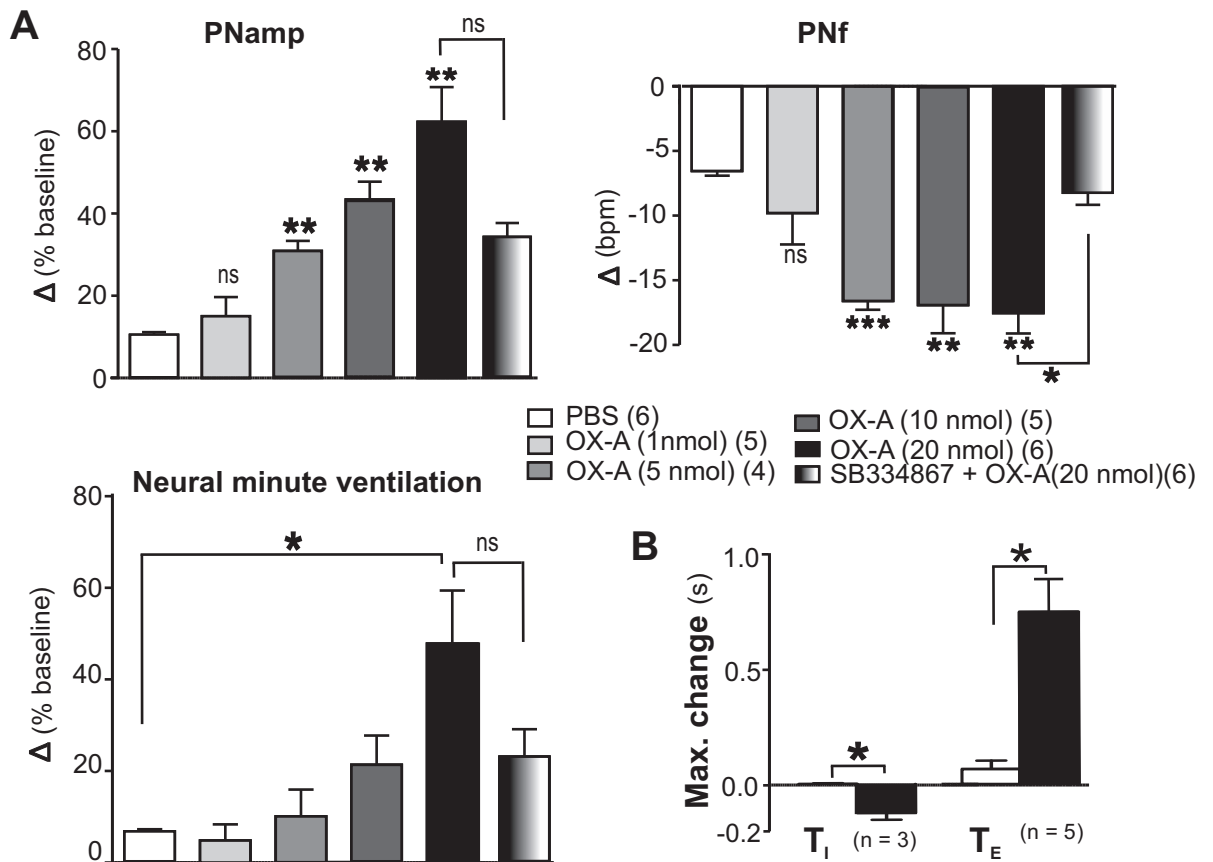 A
PNamp
Δ (% baseline)
80
60
40
20
0
ns
**
**
**
ns
PNf
Δ (bpm)
0
-5
-10
-15
-20
ns
***
**
**
*
PBS (6)
OX-A (1nmol) (5)
OX-A (5 nmol) (4)
OX-A (10 nmol) (5)
OX-A (20 nmol) (6)
SB334867 + OX-A(20 nmol)(6)
Neural minute ventilation
Δ (% baseline)
80
60
40
20
0
*
ns
B
Max. change (s)
1.0
0.5
0.0
-0.2
*
*
TI (n = 3)
TE (n = 5)